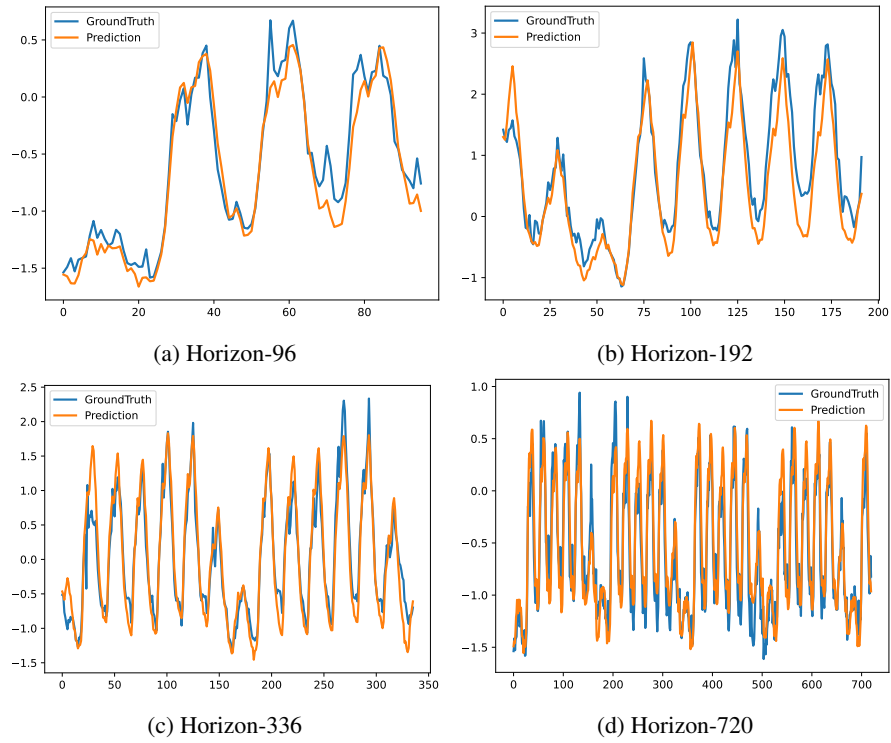 GroundTruth
Prediction
0.5
0.0
−0.5
−1.0
−1.5
0 20 40 60 80
(a) Horizon-96
GroundTruth
Prediction
3
2
1
0
−1
0 25 50 75 100 125 150 175 200
(b) Horizon-192
GroundTruth
Prediction
2.5
2.0
1.5
1.0
0.5
0.0
−0.5
−1.0
−1.5
0 50 100 150 200 250 300 350
(c) Horizon-336
GroundTruth
Prediction
1.0
0.5
0.0
−0.5
−1.0
−1.5
0 100 200 300 400 500 600 700
(d) Horizon-720